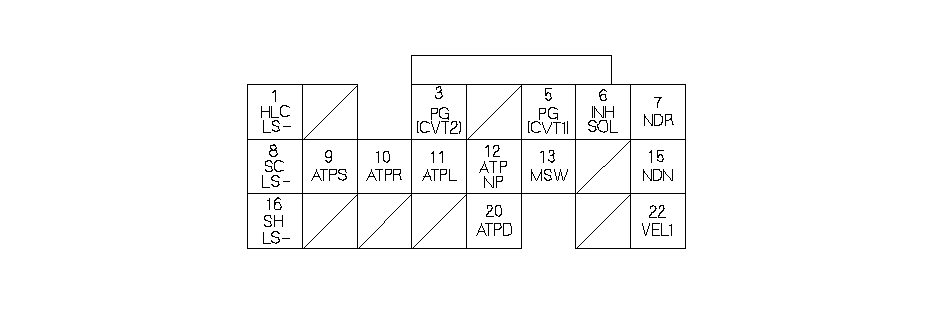 1 HLC LS-
3 PG (CVT2)
5 PG (CVT1)
6 INH SOL
7 NDR
8 SC LS-
9 ATPS
10 ATPR
11 ATPL
12 ATP NP
13 MSW
15 NDN
16 SH LS-
20 ATPD
22 VEL1